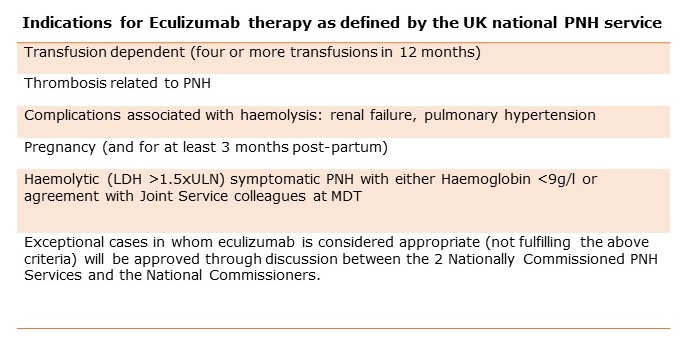 Indications for Eculizumab therapy as defined by the UK national PNH service
Transfusion dependent (four or more transfusions in 12 months)
Thrombosis related to PNH
Complications associated with haemolysis: renal failure, pulmonary hypertension
Pregnancy (and for at least 3 months post-partum)
Haemolytic (LDH >1.5xULN) symptomatic PNH with either Haemoglobin <9g/l or
agreement with Joint Service colleagues at MDT
Exceptional cases in whom eculizumab is considered appropriate (not fulfilling the above
criteria) will be approved through discussion between the 2 Nationally Commissioned PNH
Services and the National Commissioners.